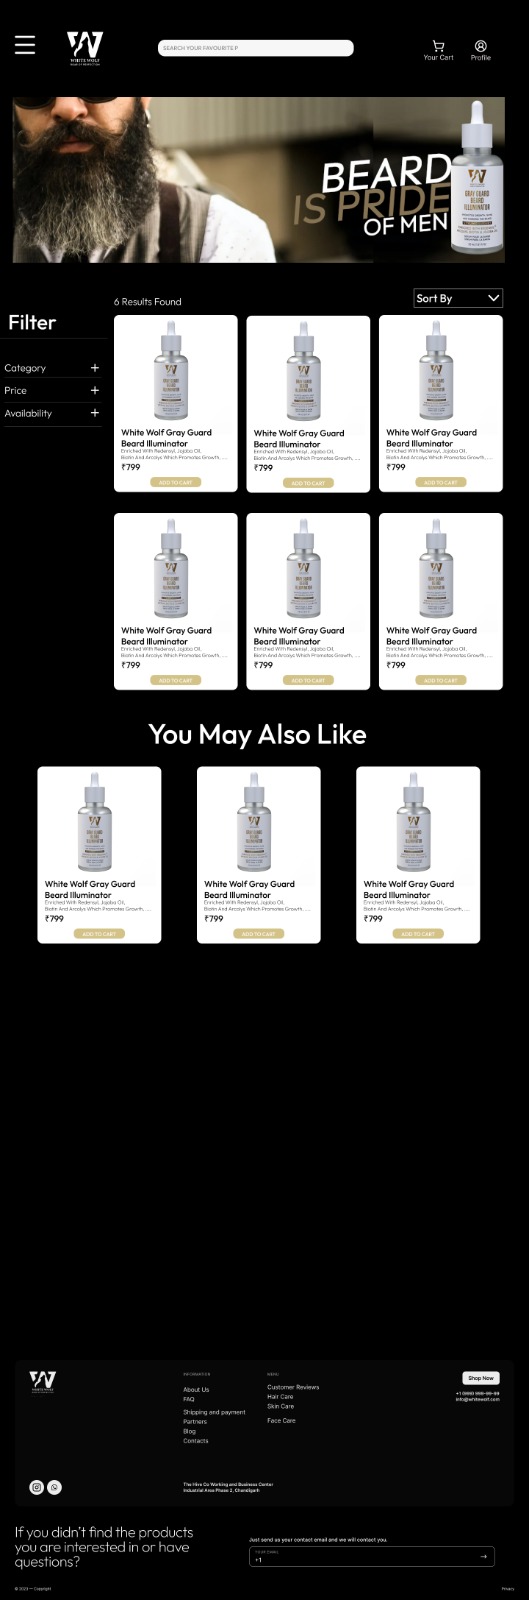 WHITE WOLF
SEARCH YOUR FAVOURITE P
Your Cart
Profile
BEARD
IS PRIDE
OF MEN
GRAY GUARD
BEARD
ILLUMINATOR
6 Results Found
Sort By
Filter
Category +
Price +
Availability +
White Wolf Gray Guard
Beard Illuminator
Enriched With Redensyl, Jojoba Oil,
Biotin And Arcolys Which Promotes Growth, ...
₹799
ADD TO CART
White Wolf Gray Guard
Beard Illuminator
Enriched With Redensyl, Jojoba Oil,
Biotin And Arcolys Which Promotes Growth, ...
₹799
ADD TO CART
White Wolf Gray Guard
Beard Illuminator
Enriched With Redensyl, Jojoba Oil,
Biotin And Arcolys Which Promotes Growth, ...
₹799
ADD TO CART
White Wolf Gray Guard
Beard Illuminator
Enriched With Redensyl, Jojoba Oil,
Biotin And Arcolys Which Promotes Growth, ...
₹799
ADD TO CART
White Wolf Gray Guard
Beard Illuminator
Enriched With Redensyl, Jojoba Oil,
Biotin And Arcolys Which Promotes Growth, ...
₹799
ADD TO CART
White Wolf Gray Guard
Beard Illuminator
Enriched With Redensyl, Jojoba Oil,
Biotin And Arcolys Which Promotes Growth, ...
₹799
ADD TO CART
You May Also Like
White Wolf Gray Guard
Beard Illuminator
Enriched With Redensyl, Jojoba Oil,
Biotin And Arcolys Which Promotes Growth, ...
₹799
ADD TO CART
White Wolf Gray Guard
Beard Illuminator
Enriched With Redensyl, Jojoba Oil,
Biotin And Arcolys Which Promotes Growth, ...
₹799
ADD TO CART
White Wolf Gray Guard
Beard Illuminator
Enriched With Redensyl, Jojoba Oil,
Biotin And Arcolys Which Promotes Growth, ...
₹799
ADD TO CART
WHITE WOLF
INFORMATION
About Us
FAQ
Shipping and payment
Partners
Blog
Contacts
MENU
Customer Reviews
Hair Care
Skin Care
Face Care
Shop Now
+1 (999) 999-99-99
info@whitewolf.com
The Hire Co Working and Business Center
Industrial Area Phase 2, Chandigarh
If you didn't find the products
you are interested in or have
questions?
Just send us your contact email and we will contact you.
YOUR EMAIL
+1
© 2023 — Copyright
Privacy